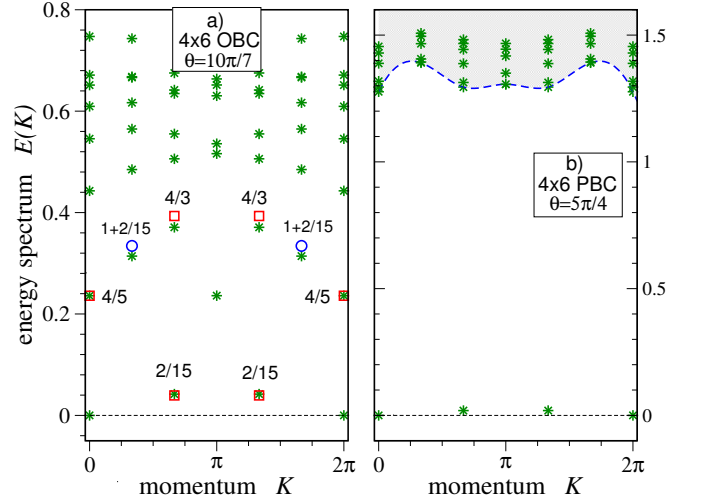 a)
4x6 OBC
θ=10π/7
0.8
0.6
0.4
0.2
0
energy spectrum E(K)
4/3
4/3
1+2/15
1+2/15
4/5
4/5
2/15
2/15
0
π
2π
momentum K
b)
4x6 PBC
θ=5π/4
1.5
1
0.5
0
0
π
2π
momentum K